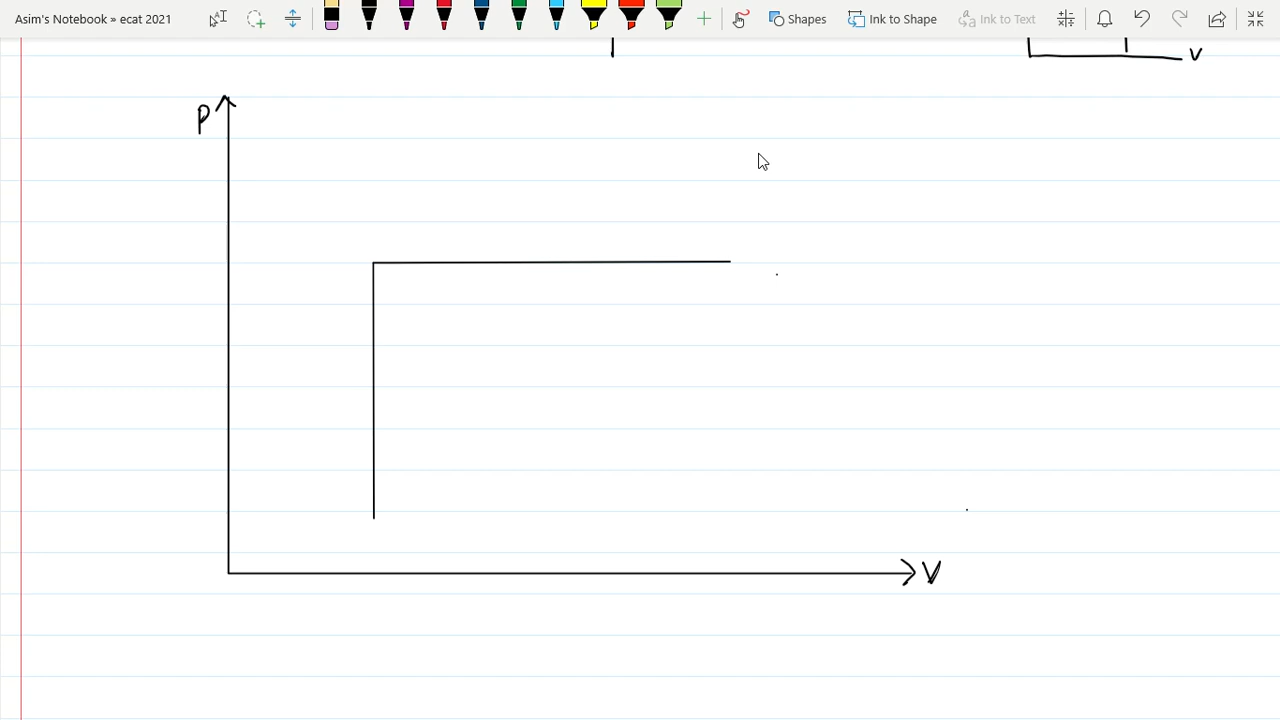 Asim's Notebook » ecat 2021
Shapes
Ink to Shape
Ink to Text
V
P
V